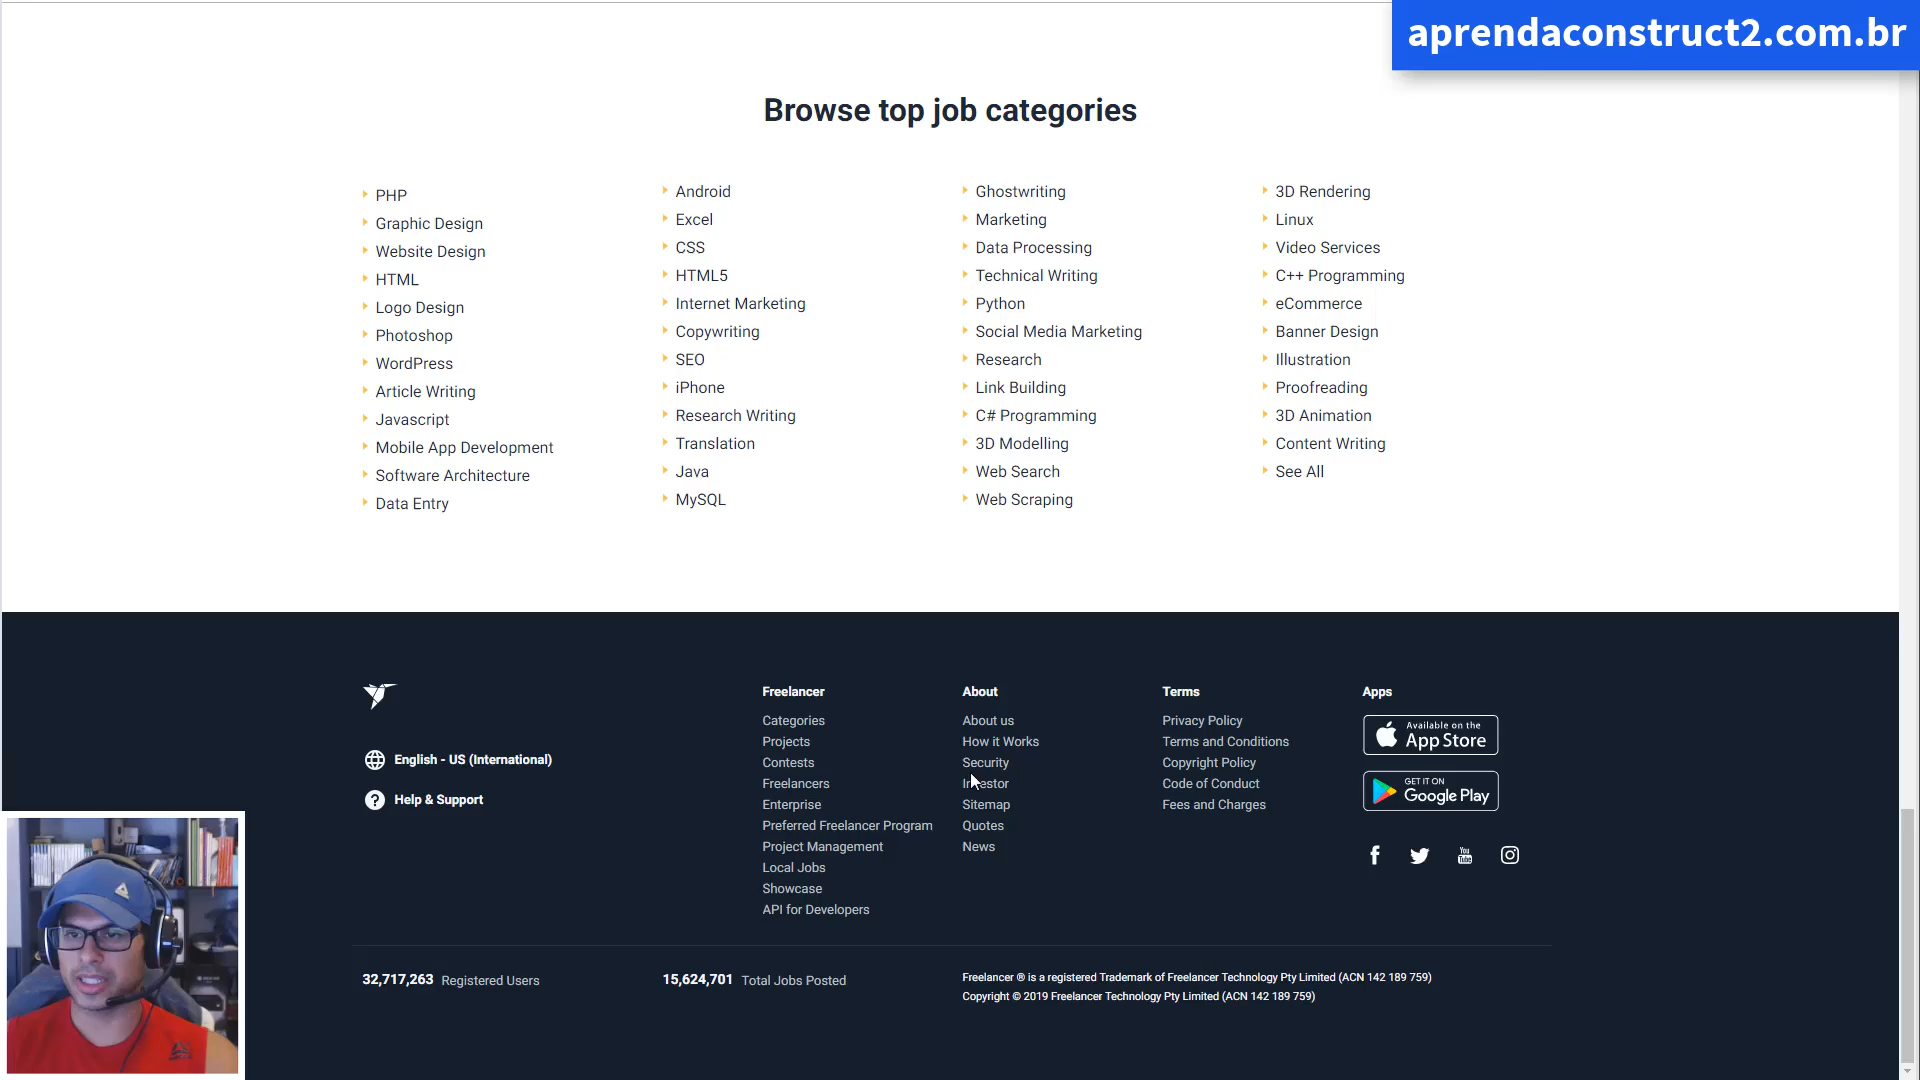 aprendaconstruct2.com.br
Browse top job categories
PHP
Graphic Design
Website Design
HTML
Logo Design
Photoshop
WordPress
Article Writing
Javascript
Mobile App Development
Software Architecture
Data Entry
Android
Excel
CSS
HTML5
Internet Marketing
Copywriting
SEO
iPhone
Research Writing
Translation
Java
MySQL
Ghostwriting
Marketing
Data Processing
Technical Writing
Python
Social Media Marketing
Research
Link Building
C# Programming
3D Modelling
Web Search
Web Scraping
3D Rendering
Linux
Video Services
C++ Programming
eCommerce
Banner Design
Illustration
Proofreading
3D Animation
Content Writing
See All
English - US (International)
Help & Support
Freelancer
Categories
Projects
Contests
Freelancers
Enterprise
Preferred Freelancer Program
Project Management
Local Jobs
Showcase
API for Developers
About
About us
How it Works
Security
Investor
Sitemap
Quotes
News
Terms
Privacy Policy
Terms and Conditions
Copyright Policy
Code of Conduct
Fees and Charges
Apps
Available on the
App Store
GET IT ON
Google Play
You
Tube
32,717,263 Registered Users
15,624,701 Total Jobs Posted
Freelancer ® is a registered Trademark of Freelancer Technology Pty Limited (ACN 142 189 759)
Copyright © 2019 Freelancer Technology Pty Limited (ACN 142 189 759)